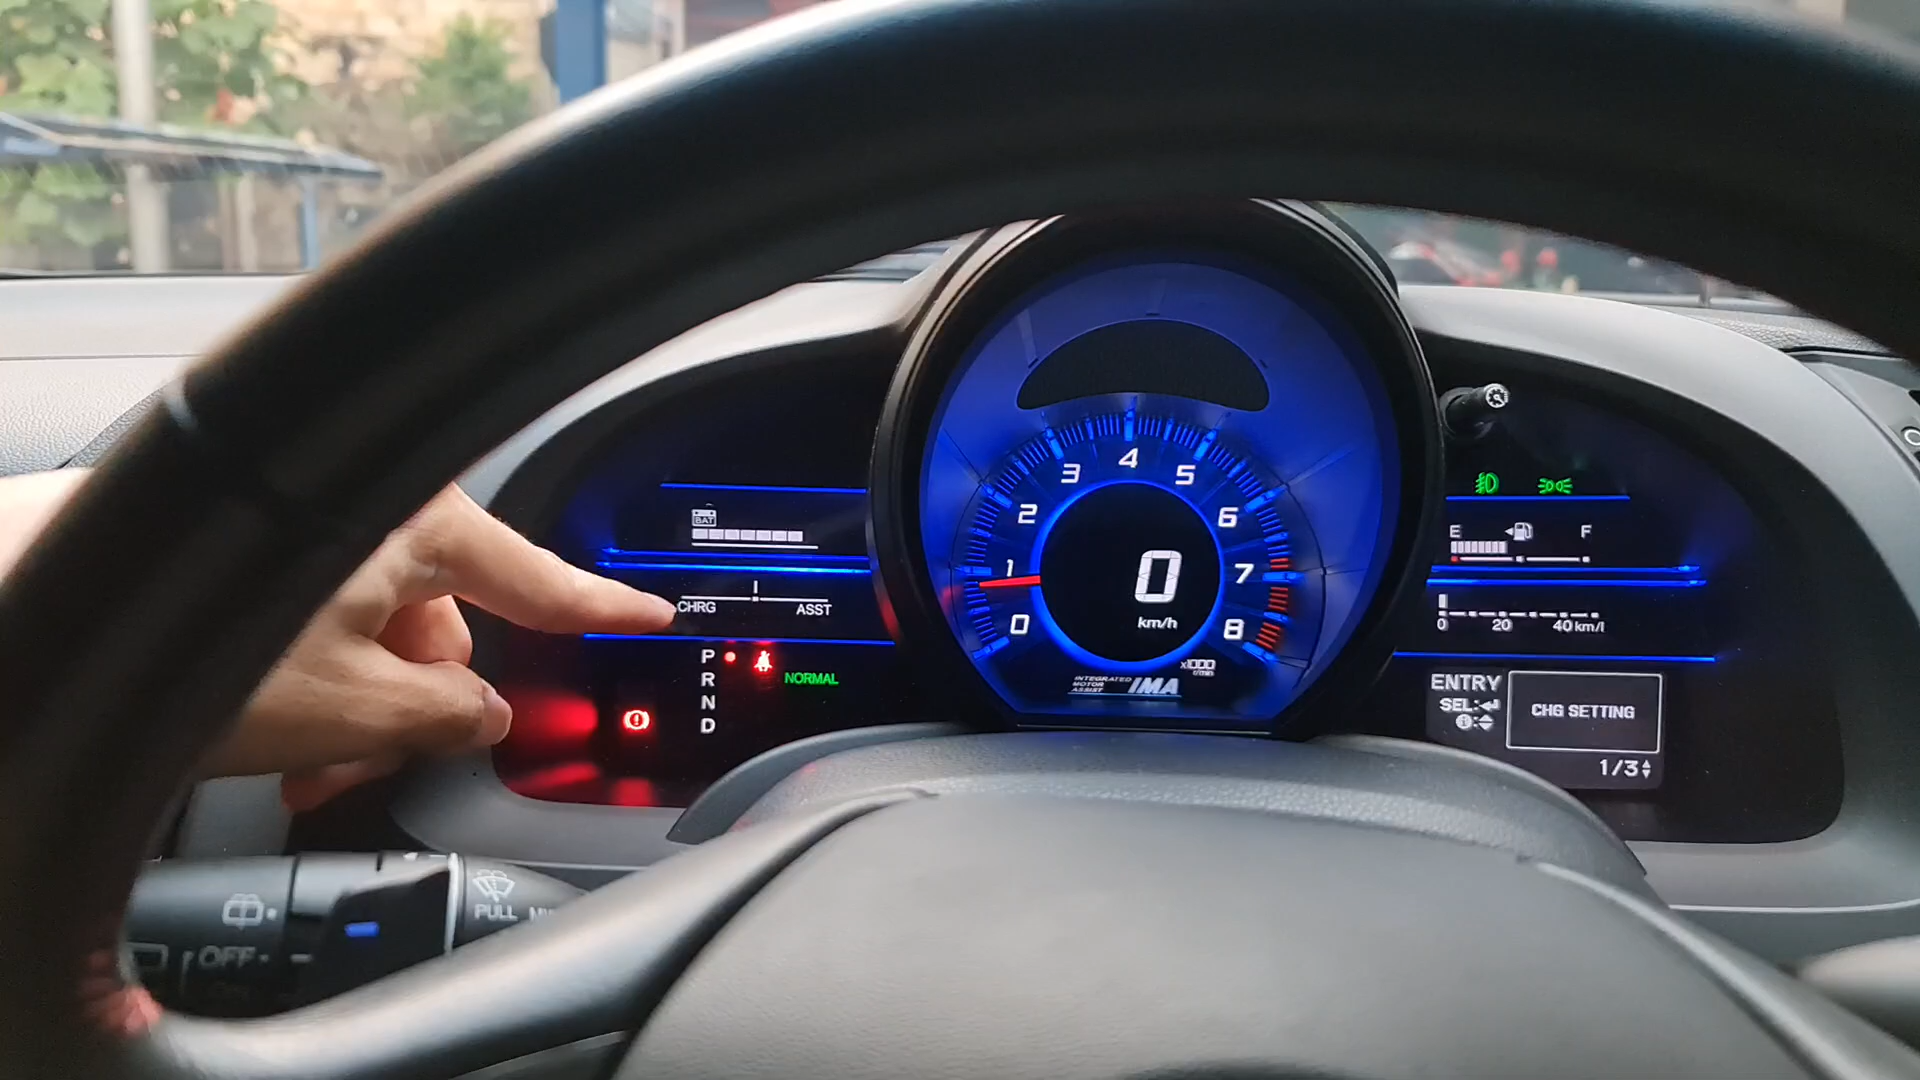 BAT
CHRG ASST
P
R
N
D
NORMAL
0 1 2 3 4 5 6 7 8
0
km/h
x1000
r/min
INTEGRATED
MOTOR
ASSIST
IMA
E F
0 20 40 km/l
ENTRY
SEL:
CHG SETTING
1/3
PULL
OFF